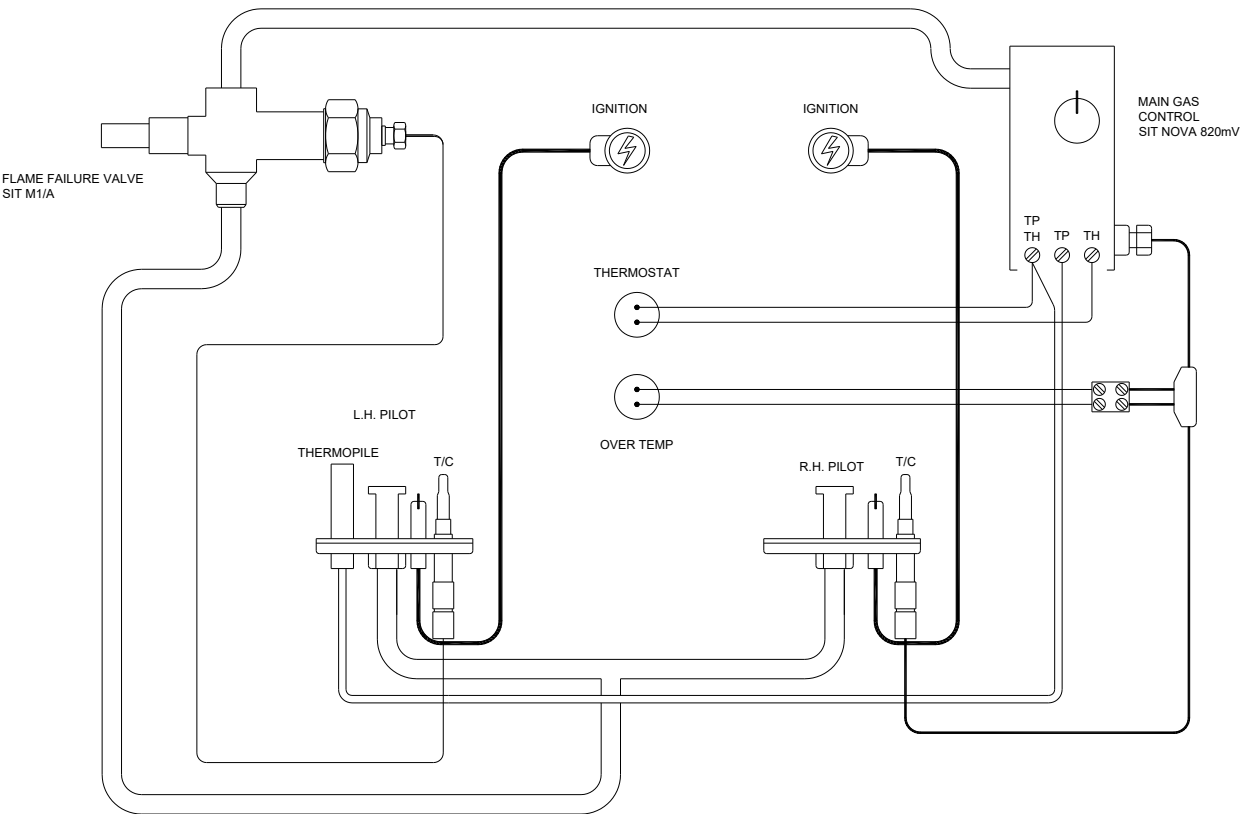 IGNITION
IGNITION
MAIN GAS
CONTROL
SIT NOVA 820mV
FLAME FAILURE VALVE
SIT M1/A
TP
TH
TP
TH
THERMOSTAT
OVER TEMP
L.H. PILOT
THERMOPILE
T/C
R.H. PILOT
T/C